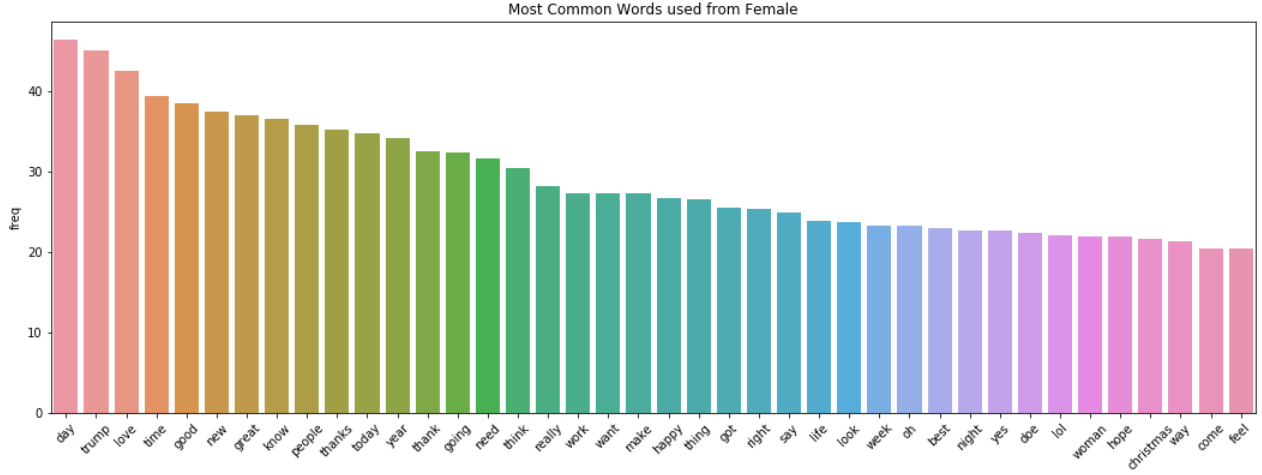 Most Common Words used from Female
freq
40
30
20
10
0
day
trump
love
time
good
new
great
know
people
thanks
today
year
thank
going
need
think
really
work
want
make
happy
thing
got
right
say
life
look
week
oh
best
night
yes
doe
lol
woman
hope
christmas
way
come
feel